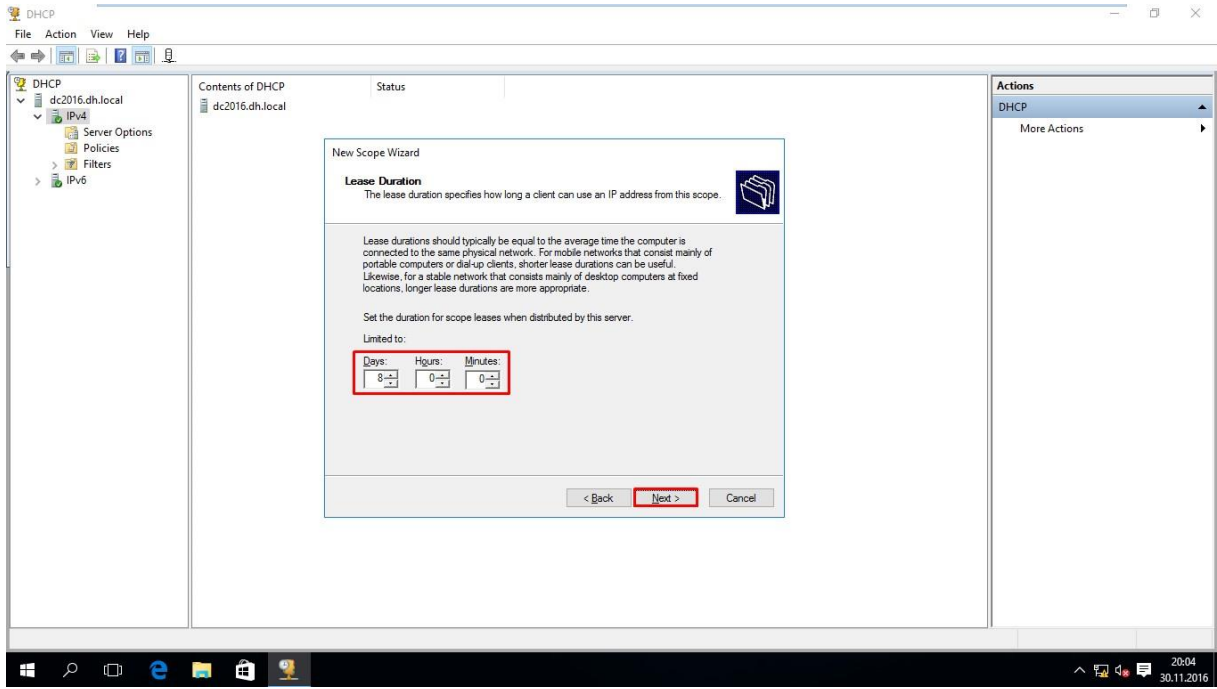 DHCP
File Action View Help
DHCP
dc2016.dh.local
IPv4
Server Options
Policies
Filters
IPv6
Contents of DHCP Status
dc2016.dh.local
Actions
DHCP
More Actions
New Scope Wizard
Lease Duration
The lease duration specifies how long a client can use an IP address from this scope.
Lease durations should typically be equal to the average time the computer is
connected to the same physical network. For mobile networks that consist mainly of
portable computers or dial-up clients, shorter lease durations can be useful.
Likewise, for a stable network that consists mainly of desktop computers at fixed
locations, longer lease durations are more appropriate.
Set the duration for scope leases when distributed by this server.
Limited to:
Days: Hours: Minutes:
8 0 0
< Back Next > Cancel
20:04
30.11.2016